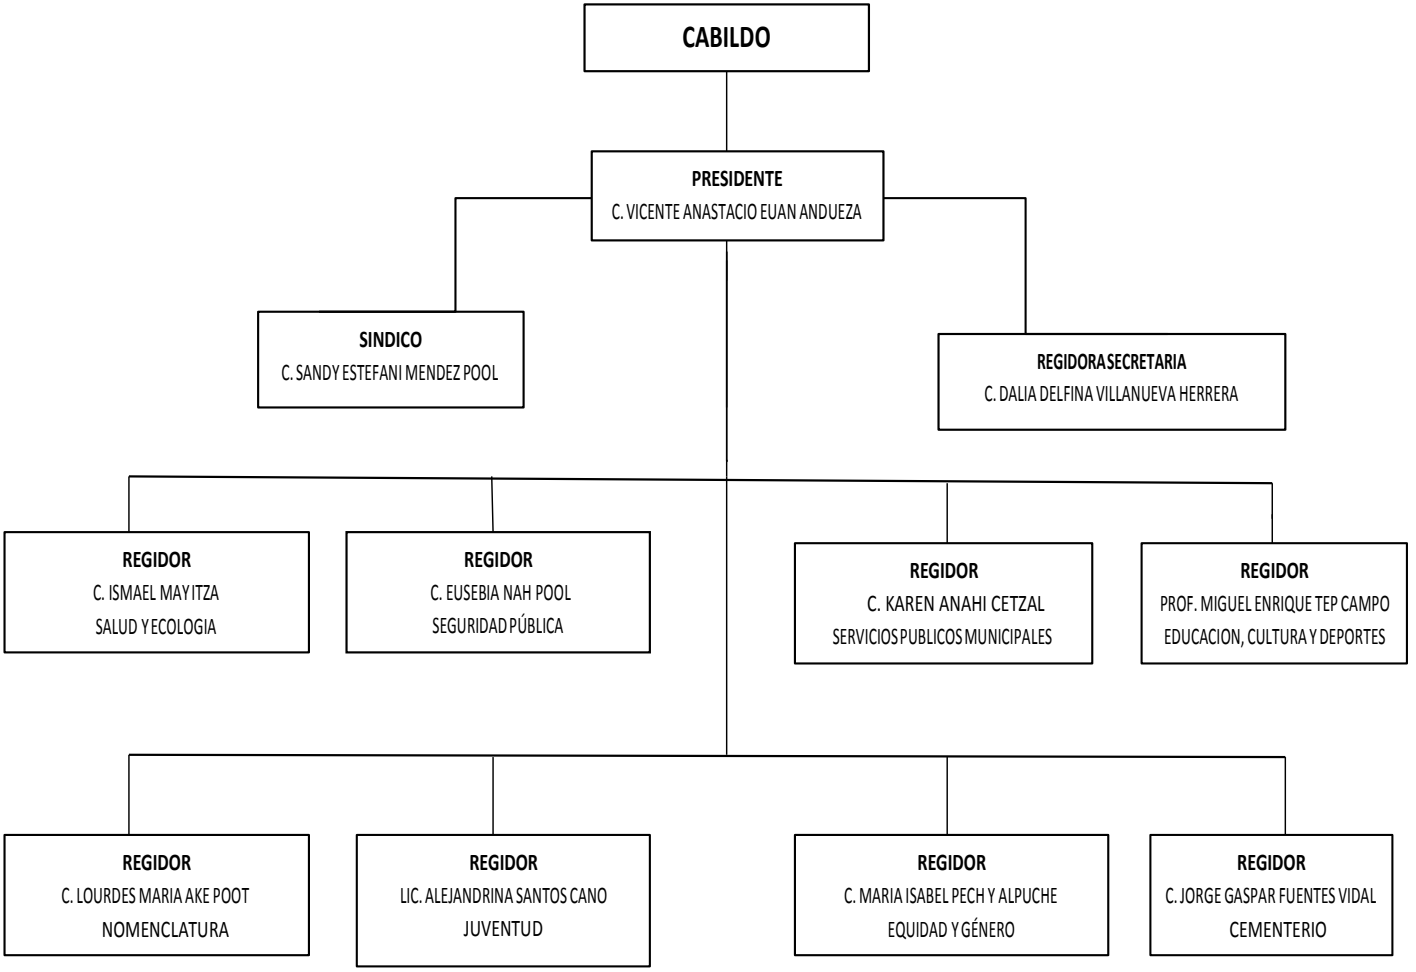 CABILDO
PRESIDENTE
C. VICENTE ANASTACIO EUAN ANDUEZA
SINDICO
C. SANDY ESTEFANI MENDEZ POOL
REGIDORA SECRETARIA
C. DALIA DELFINA VILLANUEVA HERRERA
REGIDOR
C. ISMAEL MAY ITZA
SALUD Y ECOLOGIA
REGIDOR
C. EUSEBIA NAH POOL
SEGURIDAD PÚBLICA
REGIDOR
C. KAREN ANAHI CETZAL
SERVICIOS PUBLICOS MUNICIPALES
REGIDOR
PROF. MIGUEL ENRIQUE TEP CAMPO
EDUCACION, CULTURA Y DEPORTES
REGIDOR
C. LOURDES MARIA AKE POOT
NOMENCLATURA
REGIDOR
LIC. ALEJANDRINA SANTOS CANO
JUVENTUD
REGIDOR
C. MARIA ISABEL PECH Y ALPUCHE
EQUIDAD Y GÉNERO
REGIDOR
C. JORGE GASPAR FUENTES VIDAL
CEMENTERIO